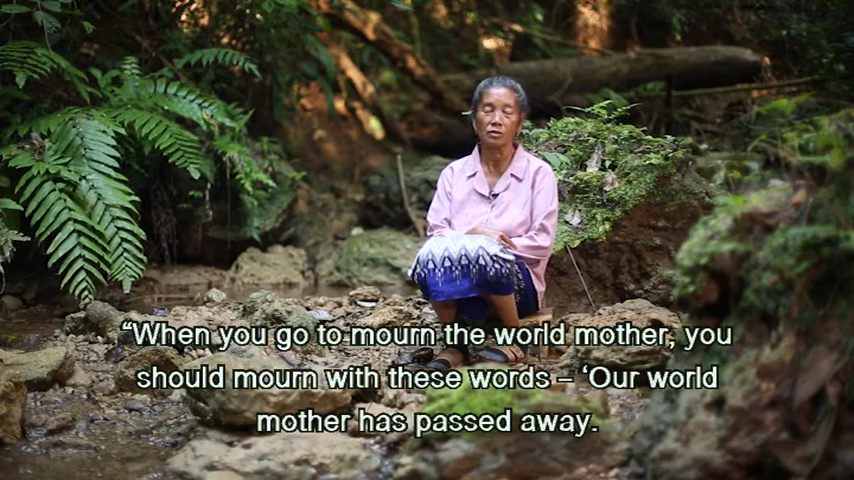 “When you go to mourn the world mother, you
should mourn with these words – ‘Our world
mother has passed away.